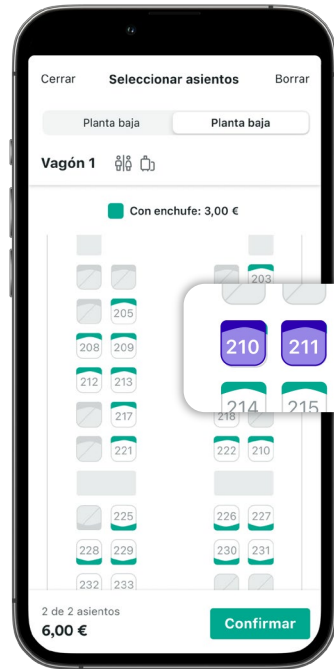 Cerrar Seleccionar asientos Borrar
Planta baja Planta baja
Vagón 1
Con enchufe: 3,00 €
203
205
208 209 210 211
212 213 214 215
217 218
221 222 210
225 226 227
228 229 230 231
232 233
2 de 2 asientos
6,00 €
Confirmar